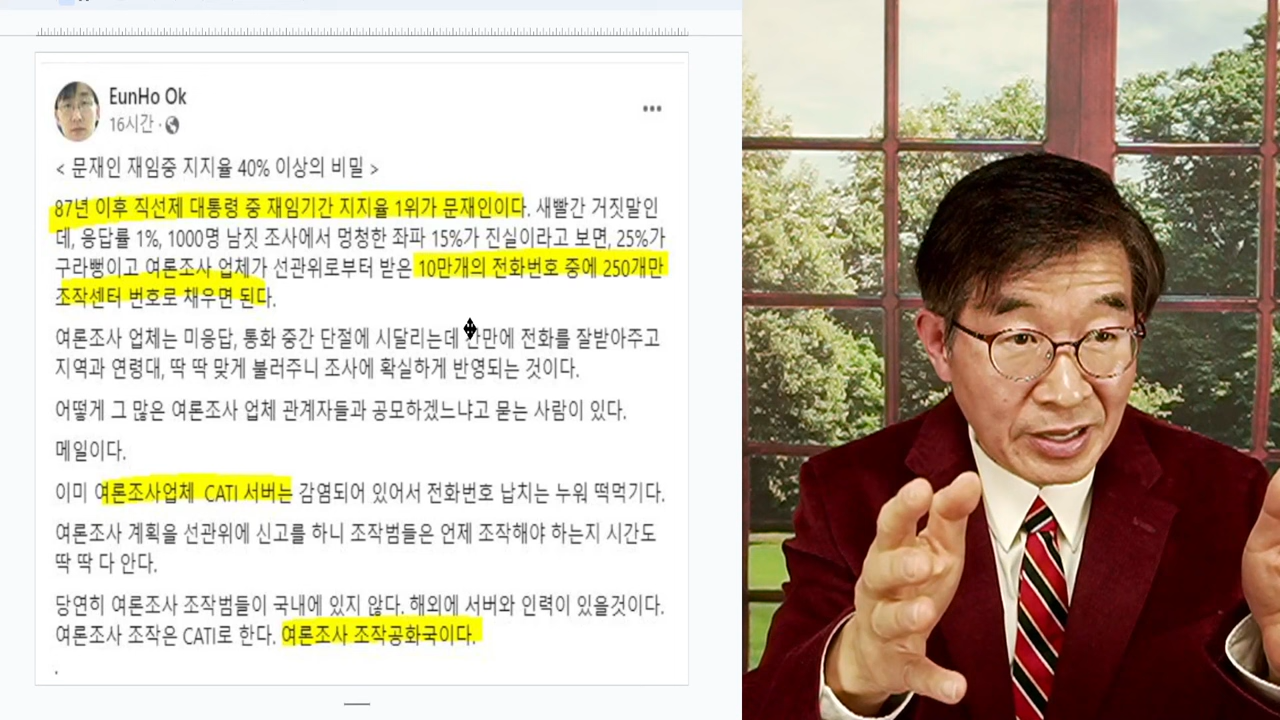 EunHo Ok
16시간
< 문재인 재임중 지지율 40% 이상의 비밀 >
87년 이후 직선제 대통령 중 재임기간 지지율 1위가 문재인이다. 새빨간 거짓말인
데, 응답률 1%, 1000명 남짓 조사에서 멍청한 좌파 15%가 진실이라고 보면, 25%가
구라뻥이고 여론조사 업체가 선관위로부터 받은 10만개의 전화번호 중에 250개만
조작센터 번호로 채우면 된다.
여론조사 업체는 미응답, 통화 중간 단절에 시달리는데 간만에 전화를 잘받아주고
지역과 연령대, 딱 딱 맞게 불러주니 조사에 확실하게 반영되는 것이다.
어떻게 그 많은 여론조사 업체 관계자들과 공모하겠느냐고 묻는 사람이 있다.
메일이다.
이미 여론조사업체 CATI 서버는 감염되어 있어서 전화번호 납치는 누워 떡먹기다.
여론조사 계획을 선관위에 신고를 하니 조작범들은 언제 조작해야 하는지 시간도
딱 딱 다 안다.
당연히 여론조사 조작범들이 국내에 있지 않다. 해외에 서버와 인력이 있을것이다.
여론조사 조작은 CATI로 한다. 여론조사 조작공화국이다.
.